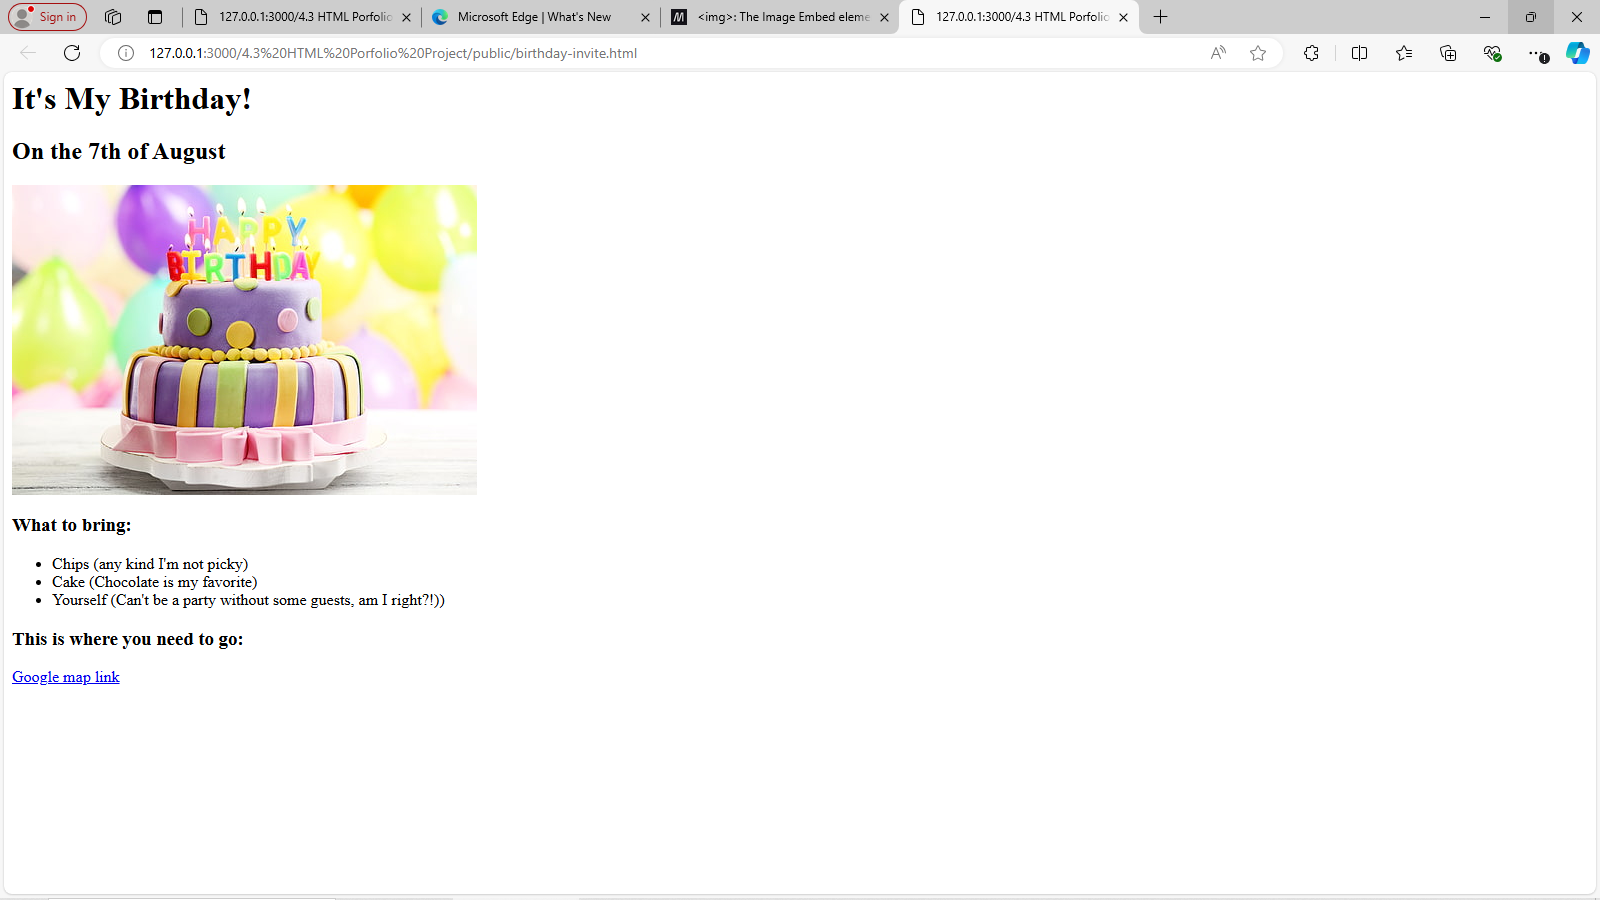 Sign in
127.0.0.1:3000/4.3 HTML Porfolio
Microsoft Edge | What's New
<img>: The Image Embed eleme
127.0.0.1:3000/4.3 HTML Porfolio
127.0.0.1:3000/4.3%20HTML%20Porfolio%20Project/public/birthday-invite.html
It's My Birthday!
On the 7th of August
HAPPY
BIRTHDAY
What to bring:
• Chips (any kind I'm not picky)
• Cake (Chocolate is my favorite)
• Yourself (Can't be a party without some guests, am I right?!))
This is where you need to go:
Google map link